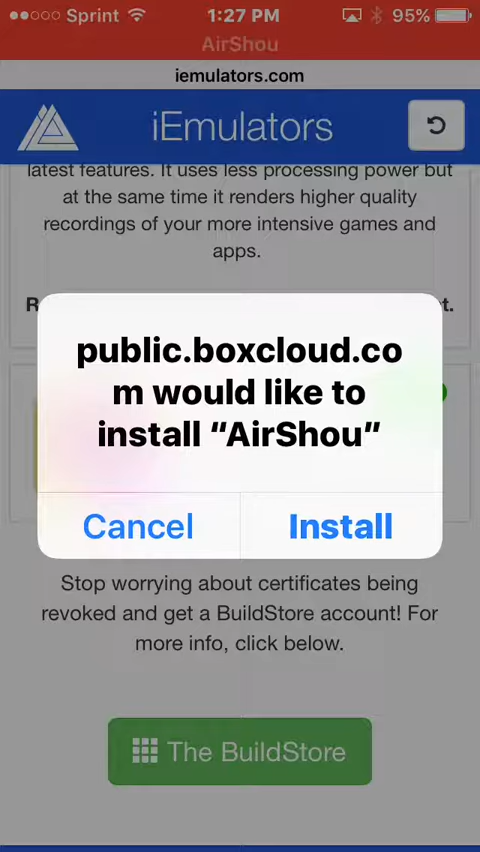 Sprint 1:27 PM 95%
AirShou
iemulators.com
iEmulators
latest features. It uses less processing power but
at the same time it renders higher quality
recordings of your more intensive games and
apps.
R t.
public.boxcloud.co
m would like to
install “AirShou”
Cancel Install
Stop worrying about certificates being
revoked and get a BuildStore account! For
more info, click below.
The BuildStore